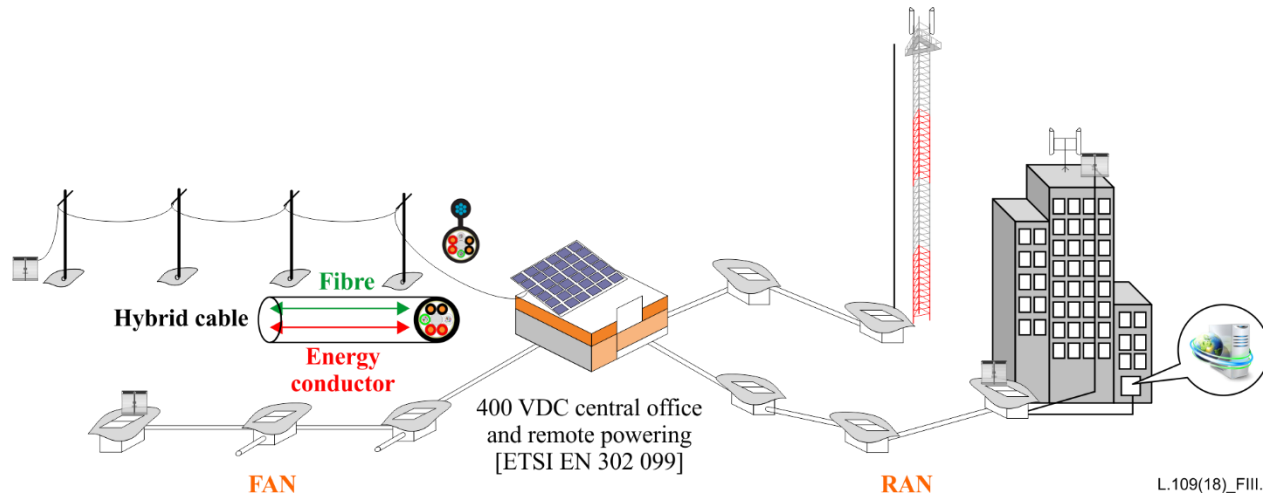 Fibre
Hybrid cable
Energy
conductor
400 VDC central office
and remote powering
[ETSI EN 302 099]
FAN
RAN
L.109(18)_FIII.